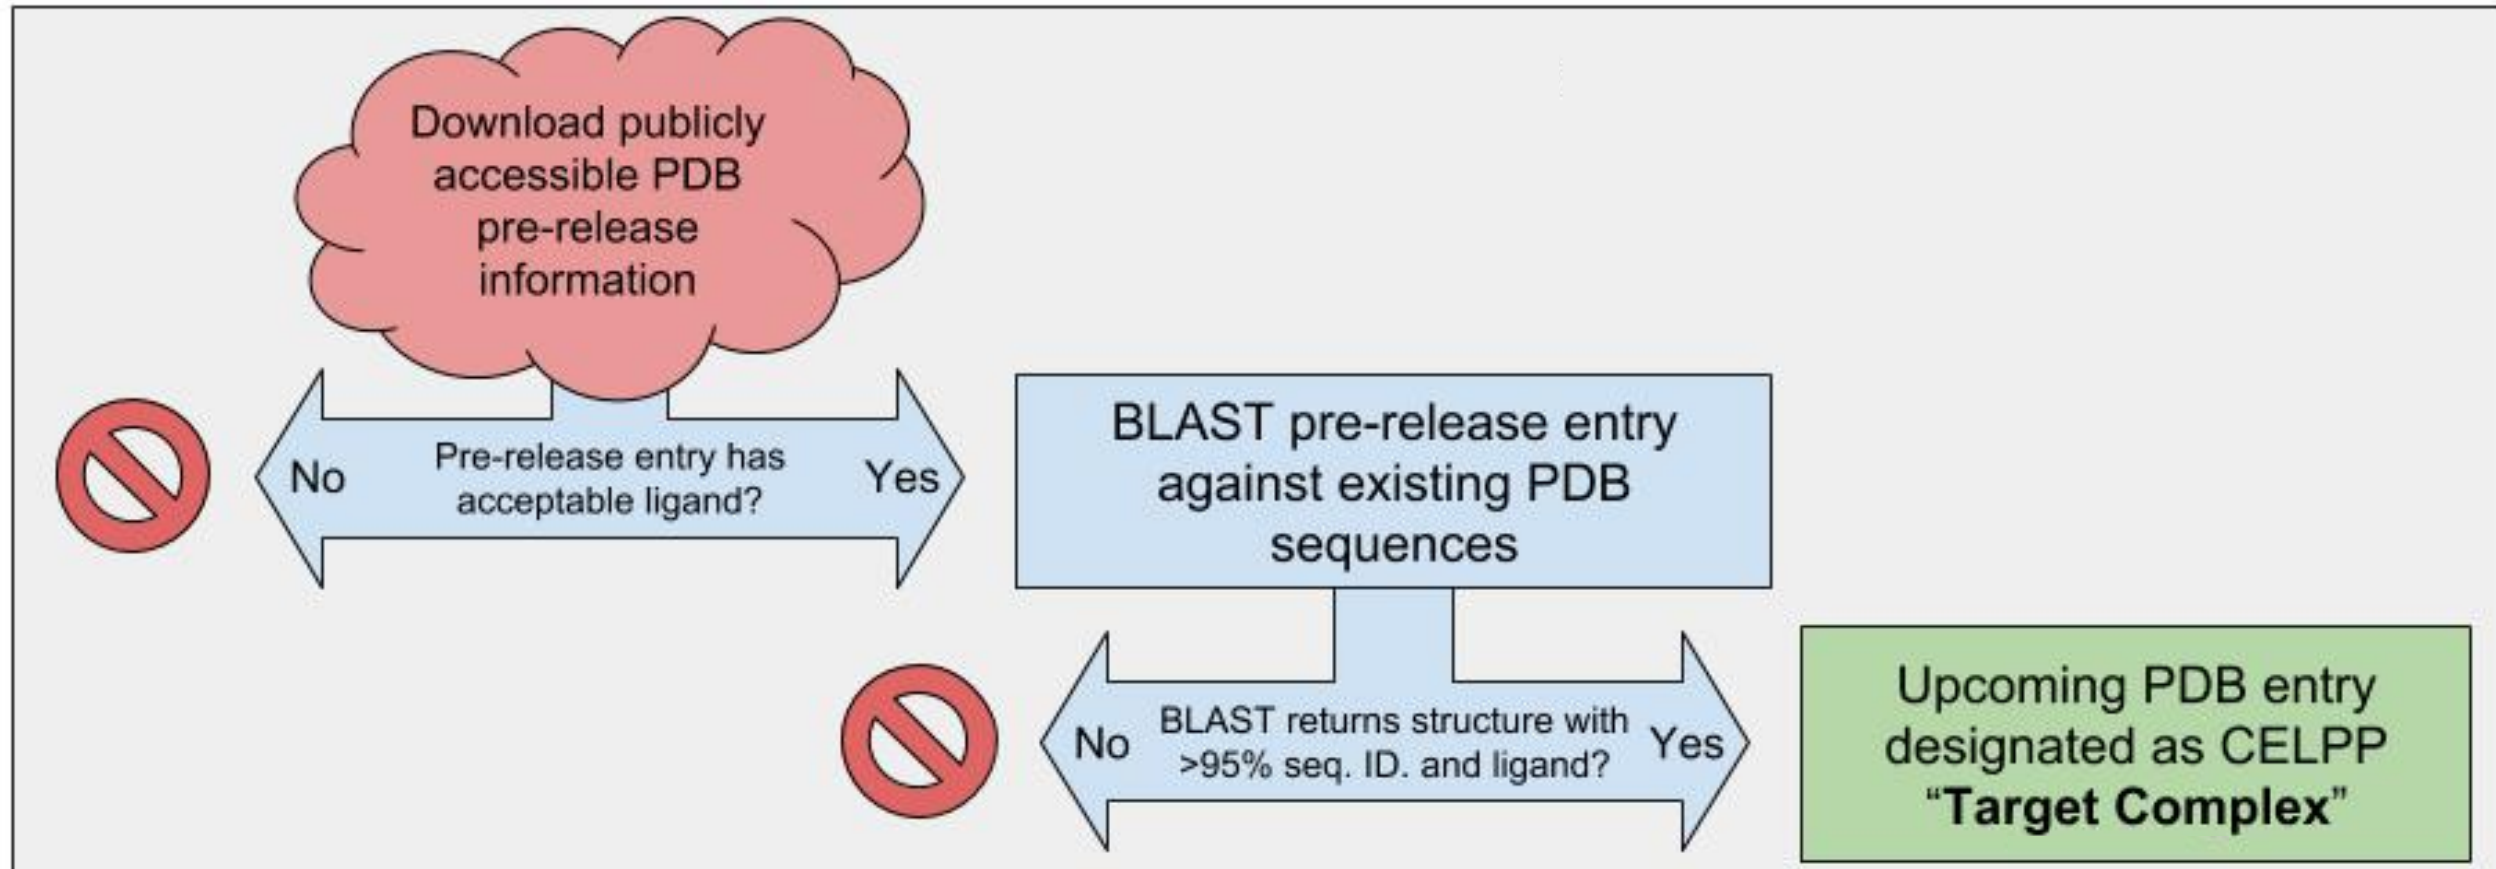 Download publicly
accessible PDB
pre-release
information
No
Pre-release entry has
acceptable ligand?
Yes
BLAST pre-release entry
against existing PDB
sequences
No
BLAST returns structure with
>95% seq. ID. and ligand?
Yes
Upcoming PDB entry
designated as CELPP
“Target Complex”